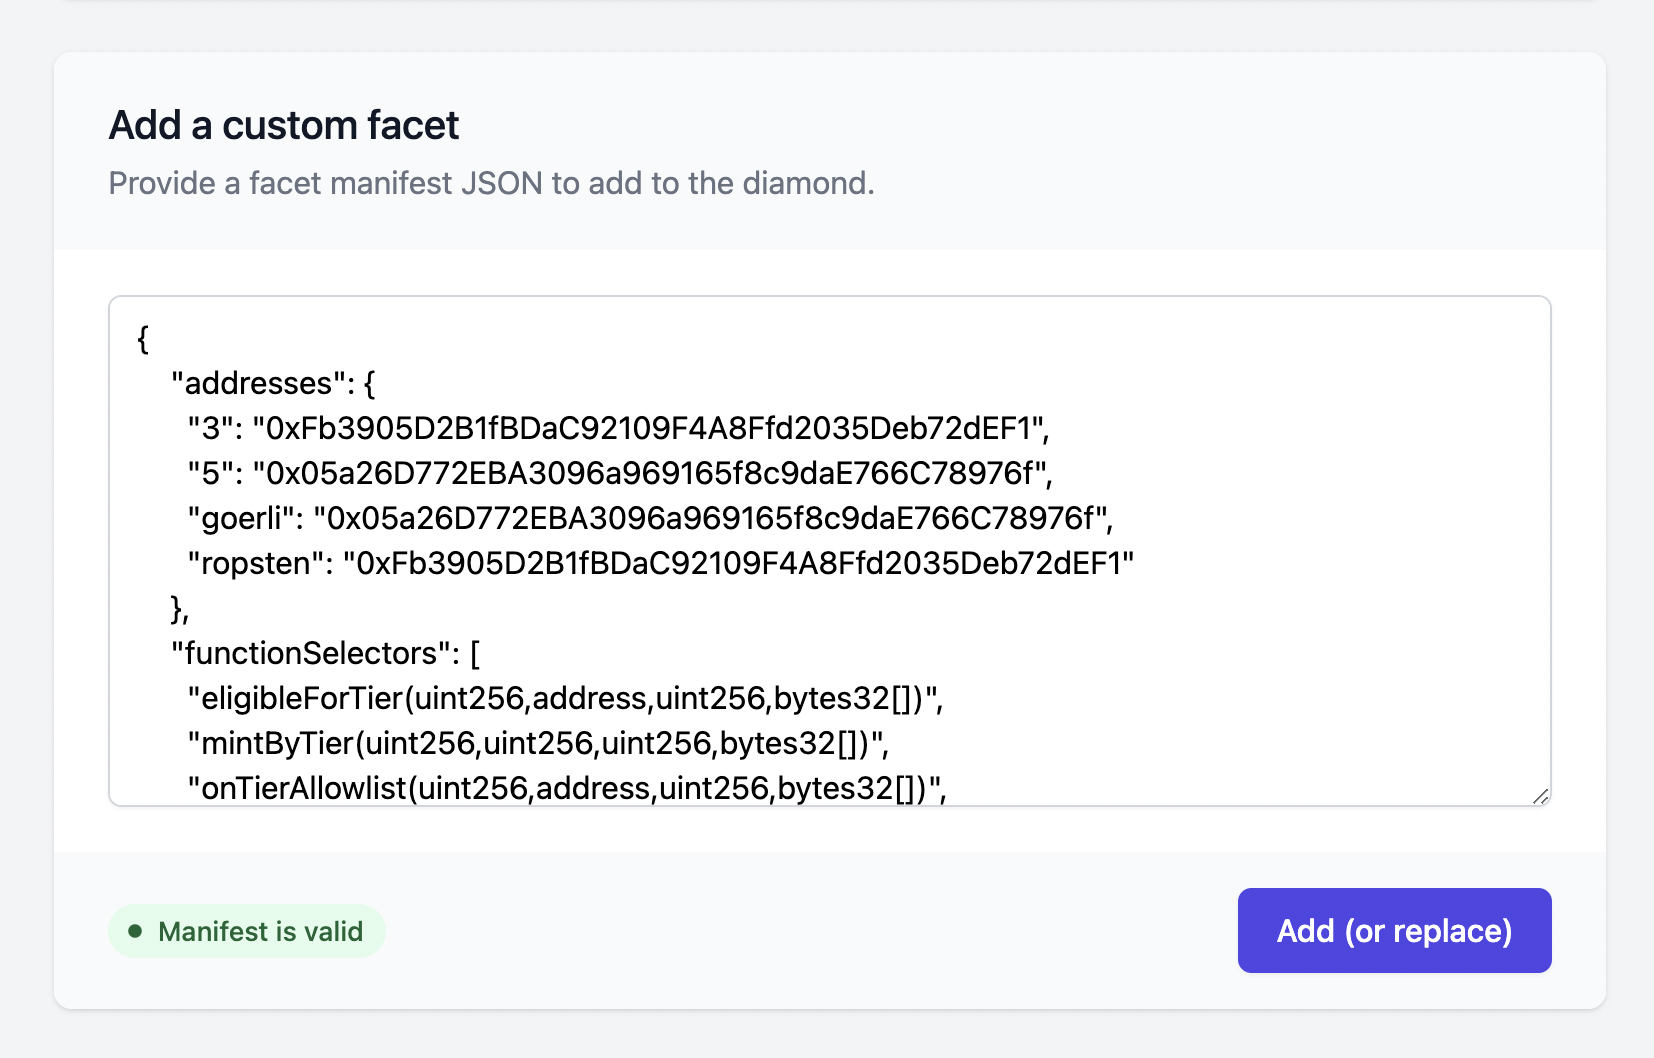 Add a custom facet
Provide a facet manifest JSON to add to the diamond.
{
"addresses": {
"3": "0xFb3905D2B1fBDaC92109F4A8Ffd2035Deb72dEF1",
"5": "0x05a26D772EBA3096a969165f8c9daE766C78976f",
"goerli": "0x05a26D772EBA3096a969165f8c9daE766C78976f",
"ropsten": "0xFb3905D2B1fBDaC92109F4A8Ffd2035Deb72dEF1"
},
"functionSelectors": [
"eligibleForTier(uint256,address,uint256,bytes32[])",
"mintByTier(uint256,uint256,uint256,bytes32[])",
"onTierAllowlist(uint256,address,uint256,bytes32[])",
Manifest is valid
Add (or replace)